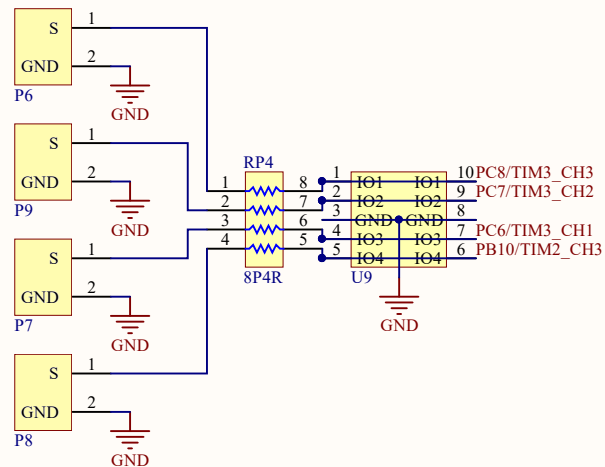 S 1
GND 2
P6
GND
S 1
GND 2
P9
GND
S 1
GND 2
P7
GND
S 1
GND 2
P8
GND
RP4
1 8
2 7
3 6
4 5
8P4R
1 IO1 IO1 10 PC8/TIM3_CH3
2 IO2 IO2 9 PC7/TIM3_CH2
3 GND GND 8
4 IO3 IO3 7 PC6/TIM3_CH1
5 IO4 IO4 6 PB10/TIM2_CH3
U9
GND